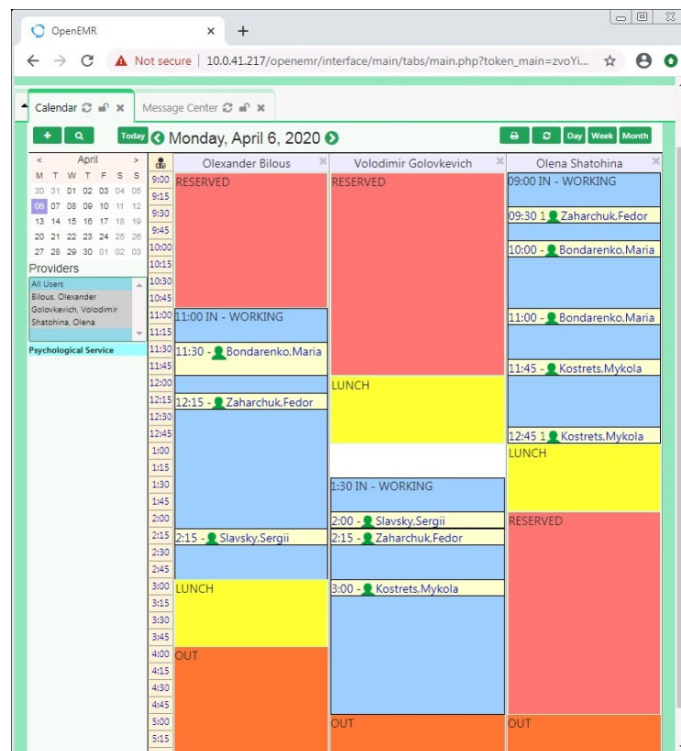 OpenEMR
Not secure | 10.0.41.217/openemr/interface/main/tabs/main.php?token_main=zvoYi...
Calendar
Message Center
Today
Monday, April 6, 2020
Day Week Month
< April >
M T W T F S S
30 31 01 02 03 04 05
06 07 08 09 10 11 12
13 14 15 16 17 18 19
20 21 22 23 24 25 26
27 28 29 30 01 02 03
Providers
All Users
Bilous, Olexander
Golovkevich, Volodimir
Shatohina, Olena
Psychological Service
9:00
9:15
9:30
9:45
10:00
10:15
10:30
10:45
11:00
11:15
11:30
11:45
12:00
12:15
12:30
12:45
1:00
1:15
1:30
1:45
2:00
2:15
2:30
2:45
3:00
3:15
3:30
3:45
4:00
4:15
4:30
4:45
5:00
5:15
Olexander Bilous
RESERVED
11:00 IN - WORKING
11:30 - Bondarenko,Maria
12:15 - Zaharchuk,Fedor
2:15 - Slavsky,Sergii
LUNCH
OUT
Volodimir Golovkevich
RESERVED
LUNCH
1:30 IN - WORKING
2:00 - Slavsky,Sergii
2:15 - Zaharchuk,Fedor
3:00 - Kostrets,Mykola
OUT
Olena Shatohina
09:00 IN - WORKING
09:30 1 Zaharchuk,Fedor
10:00 - Bondarenko,Maria
11:00 - Bondarenko,Maria
11:45 - Kostrets,Mykola
12:45 1 Kostrets,Mykola
LUNCH
RESERVED
OUT